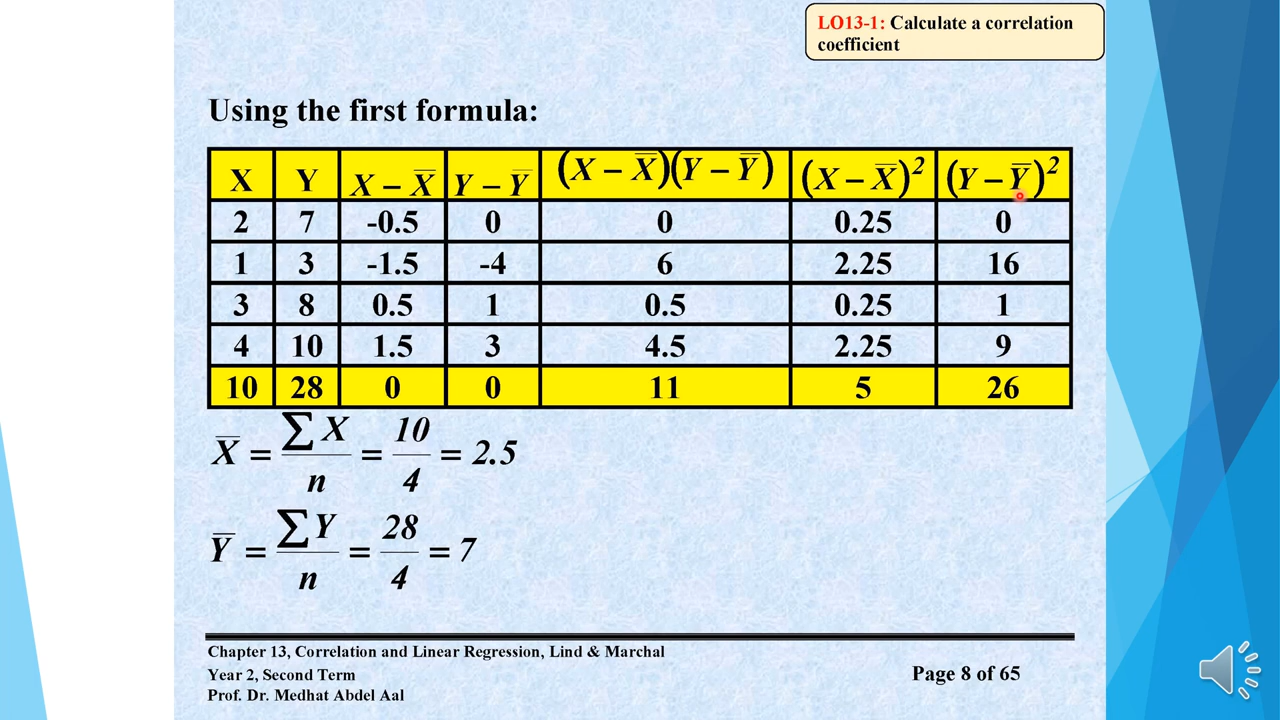 LO13-1: Calculate a correlation
coefficient
Using the first formula:
X Y X − X̅ Y − Y̅ (X − X̅)(Y − Y̅) (X − X̅)² (Y − Y̅)²
2 7 -0.5 0 0 0.25 0
1 3 -1.5 -4 6 2.25 16
3 8 0.5 1 0.5 0.25 1
4 10 1.5 3 4.5 2.25 9
10 28 0 0 11 5 26
X̅ = ∑ X / n = 10 / 4 = 2.5
Y̅ = ∑ Y / n = 28 / 4 = 7
Chapter 13, Correlation and Linear Regression, Lind & Marchal
Year 2, Second Term
Page 8 of 65
Prof. Dr. Medhat Abdel Aal